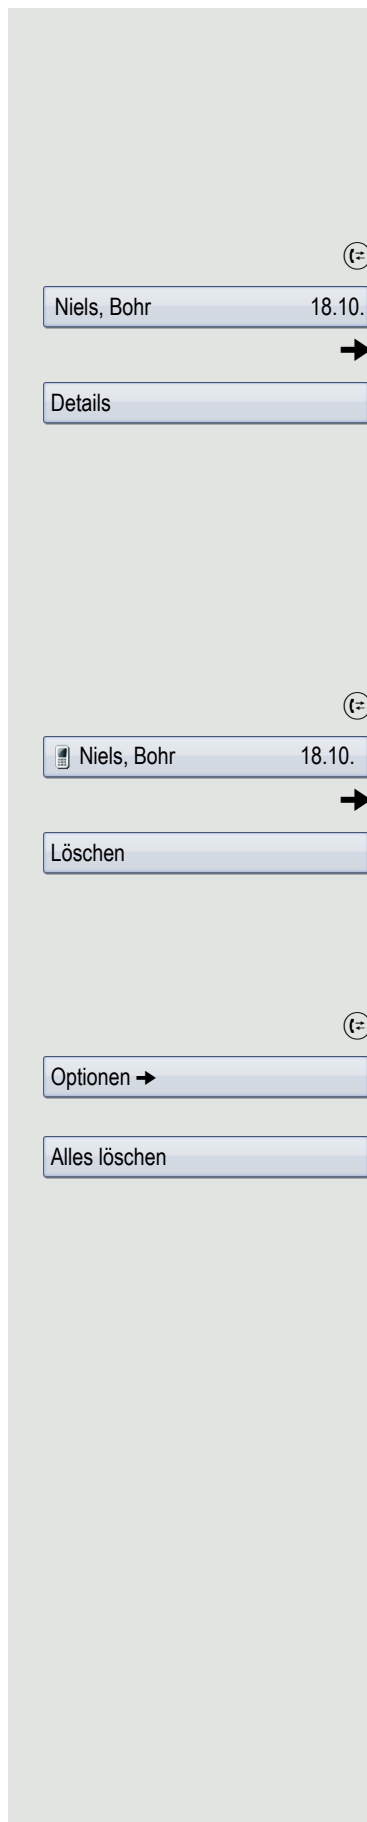 Niels, Bohr 18.10.
Details
Niels, Bohr 18.10.
Löschen
Optionen
Alles löschen